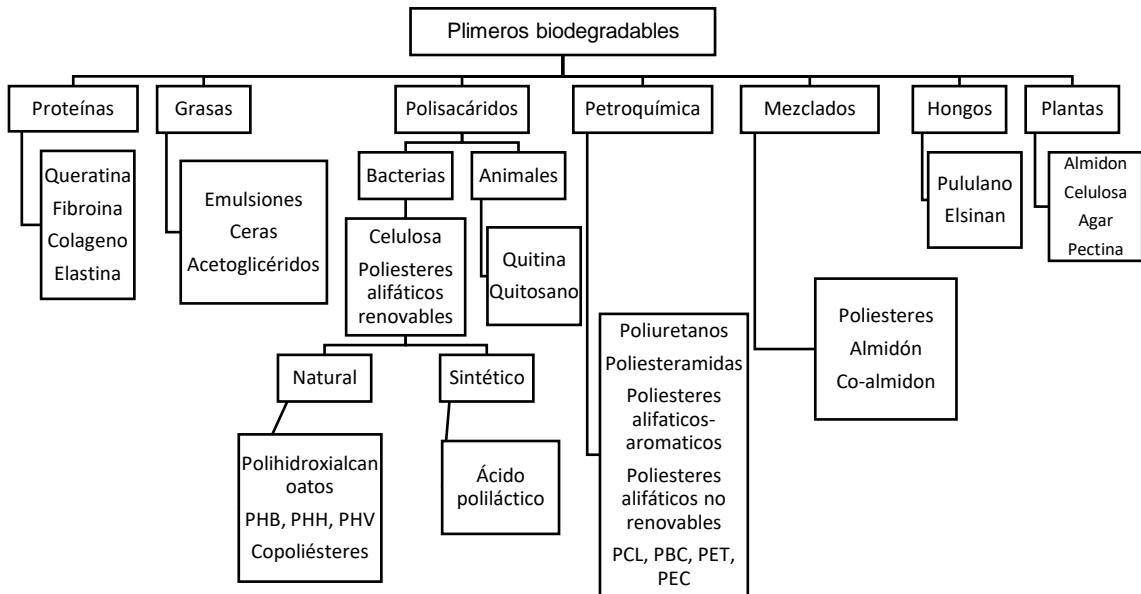 Plimeros biodegradables
Proteínas
Grasas
Polisacáridos
Petroquímica
Mezclados
Hongos
Plantas
Queratina
Fibroina
Colageno
Elastina
Emulsiones
Ceras
Acetoglicéridos
Bacterias
Animales
Celulosa
Poliesteres
alifáticos
renovables
Quitina
Quitosano
Natural
Sintético
Polihidroxialcan
oatos
PHB, PHH, PHV
Copoliésteres
Ácido
poliláctico
Poliuretanos
Poliesteramidas
Poliesteres
alifaticos-
aromaticos
Poliesteres
alifáticos no
renovables
PCL, PBC, PET,
PEC
Poliesteres
Almidón
Co-almidon
Pululano
Elsinan
Almidon
Celulosa
Agar
Pectina